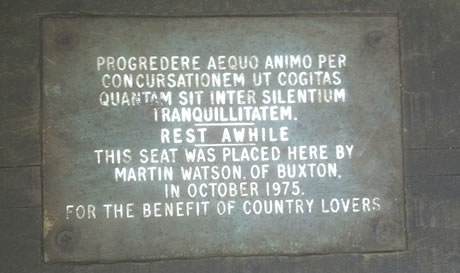 PROGREDERE AEQUO ANIMO PER
CONCURSATIONEM UT COGITAS
QUANTAM SIT INTER SILENTIUM
TRANQUILLITATEM.
REST AWHILE
THIS SEAT WAS PLACED HERE BY
MARTIN WATSON, OF BUXTON,
IN OCTOBER 1975.
FOR THE BENEFIT OF COUNTRY LOVERS